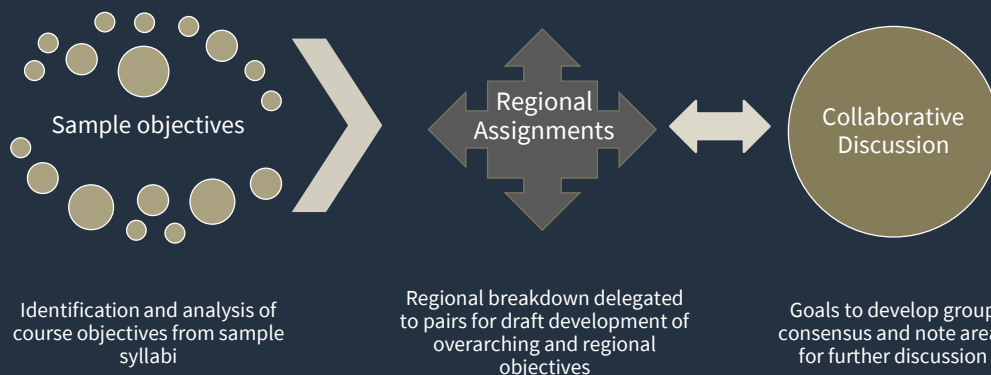 Sample objectives
Regional
Assignments
Collaborative
Discussion
Identification and analysis of
course objectives from sample
syllabi
Regional breakdown delegated
to pairs for draft development of
overarching and regional
objectives
Goals to develop group
consensus and note area
for further discussion